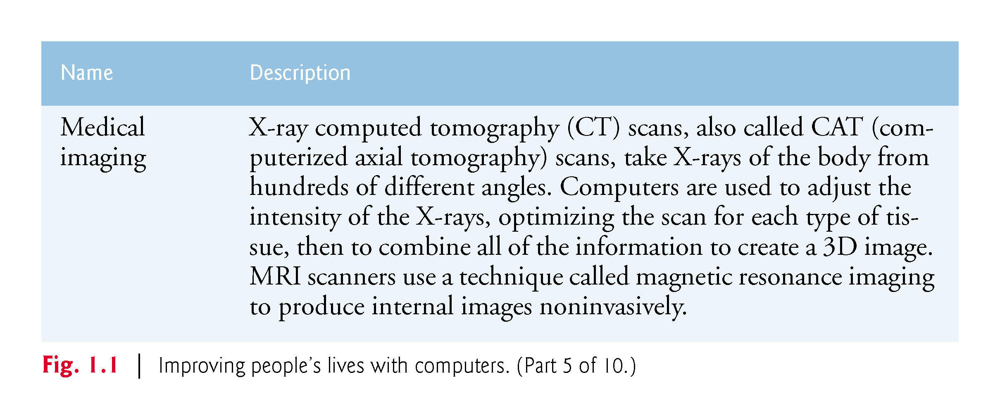 Name Description
Medical X-ray computed tomography (CT) scans, also called CAT (com-
imaging puterized axial tomography) scans, take X-rays of the body from
hundreds of different angles. Computers are used to adjust the
intensity of the X-rays, optimizing the scan for each type of tis-
sue, then to combine all of the information to create a 3D image.
MRI scanners use a technique called magnetic resonance imaging
to produce internal images noninvasively.
Fig. 1.1 | Improving people’s lives with computers. (Part 5 of 10.)